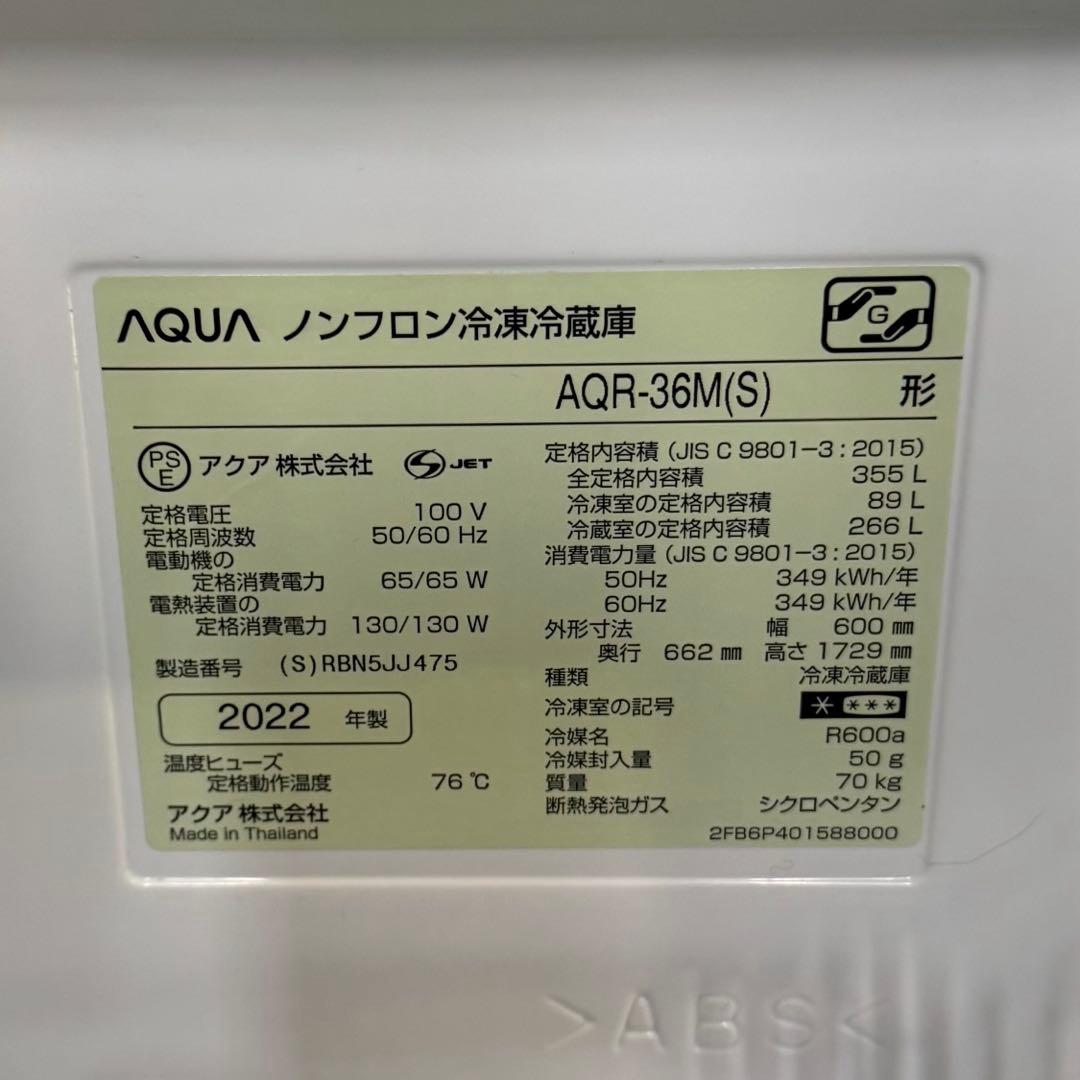 AQUA ノンフロン冷凍冷蔵庫
G
AQR-36M(S) 形
PSE アクア 株式会社 S JET
定格電圧 100 V
定格周波数 50/60 Hz
電動機の
定格消費電力 65/65 W
電熱装置の
定格消費電力 130/130 W
製造番号 (S)RBN5JJ475
2022 年製
温度ヒューズ
定格動作温度 76 ℃
アクア 株式会社
Made in Thailand
定格内容積 (JIS C 9801-3:2015)
全定格内容積 355 L
冷凍室の定格内容積 89 L
冷蔵室の定格内容積 266 L
消費電力量 (JIS C 9801-3:2015)
50Hz 349 kWh/年
60Hz 349 kWh/年
外形寸法 幅 600 mm
奥行 662 mm 高さ 1729 mm
種類 冷凍冷蔵庫
冷凍室の記号 * ***
冷媒名 R600a
冷媒封入量 50 g
質量 70 kg
断熱発泡ガス シクロペンタン
2FB6P401588000
>ABS<